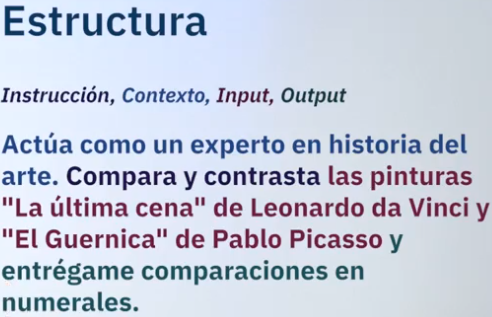 Estructura
Instrucción, Contexto, Input, Output
Actúa como un experto en historia del
arte. Compara y contrasta las pinturas
"La última cena" de Leonardo da Vinci y
"El Guernica" de Pablo Picasso y
entrégame comparaciones en
numerales.